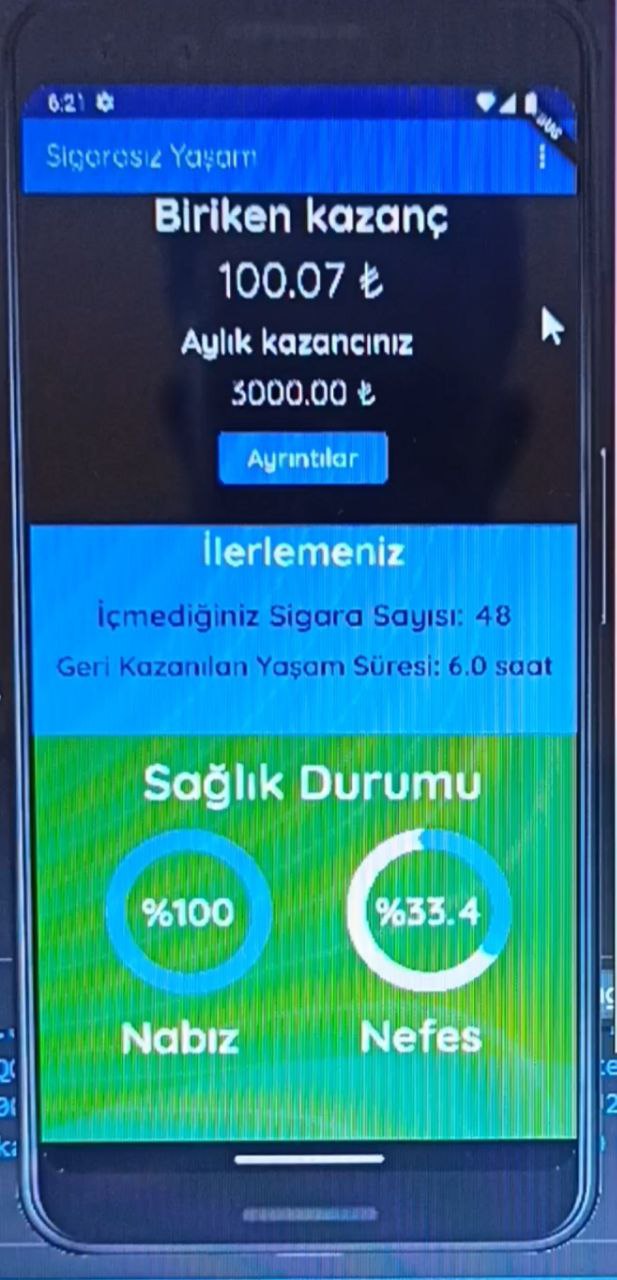 6:21
Sigarasız Yaşam
Biriken kazanç
100.07 ₺
Aylık kazancınız
3000.00 ₺
Ayrıntılar
İlerlemeniz
İçmediğiniz Sigara Sayısı: 48
Geri Kazanılan Yaşam Süresi: 6.0 saat
Sağlık Durumu
%100
%33.4
Nabız
Nefes